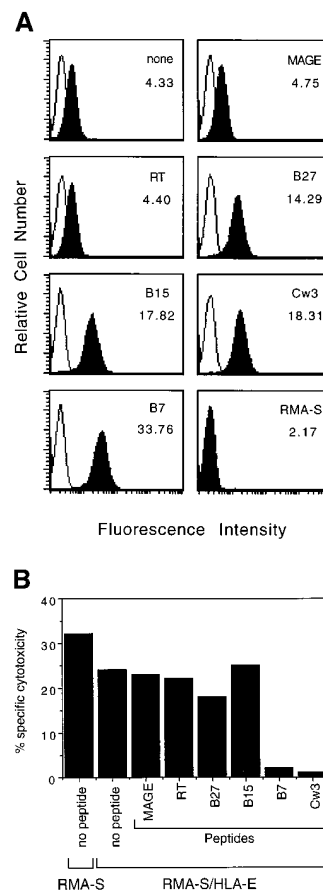 A
none
4.33
MAGE
4.75
RT
4.40
B27
14.29
B15
17.82
Cw3
18.31
B7
33.76
RMA-S
2.17
Relative Cell Number
Fluorescence Intensity
B
% specific cytotoxicity
40
30
20
10
0
no peptide
no peptide
MAGE
RT
B27
B15
B7
Cw3
Peptides
RMA-S
RMA-S/HLA-E